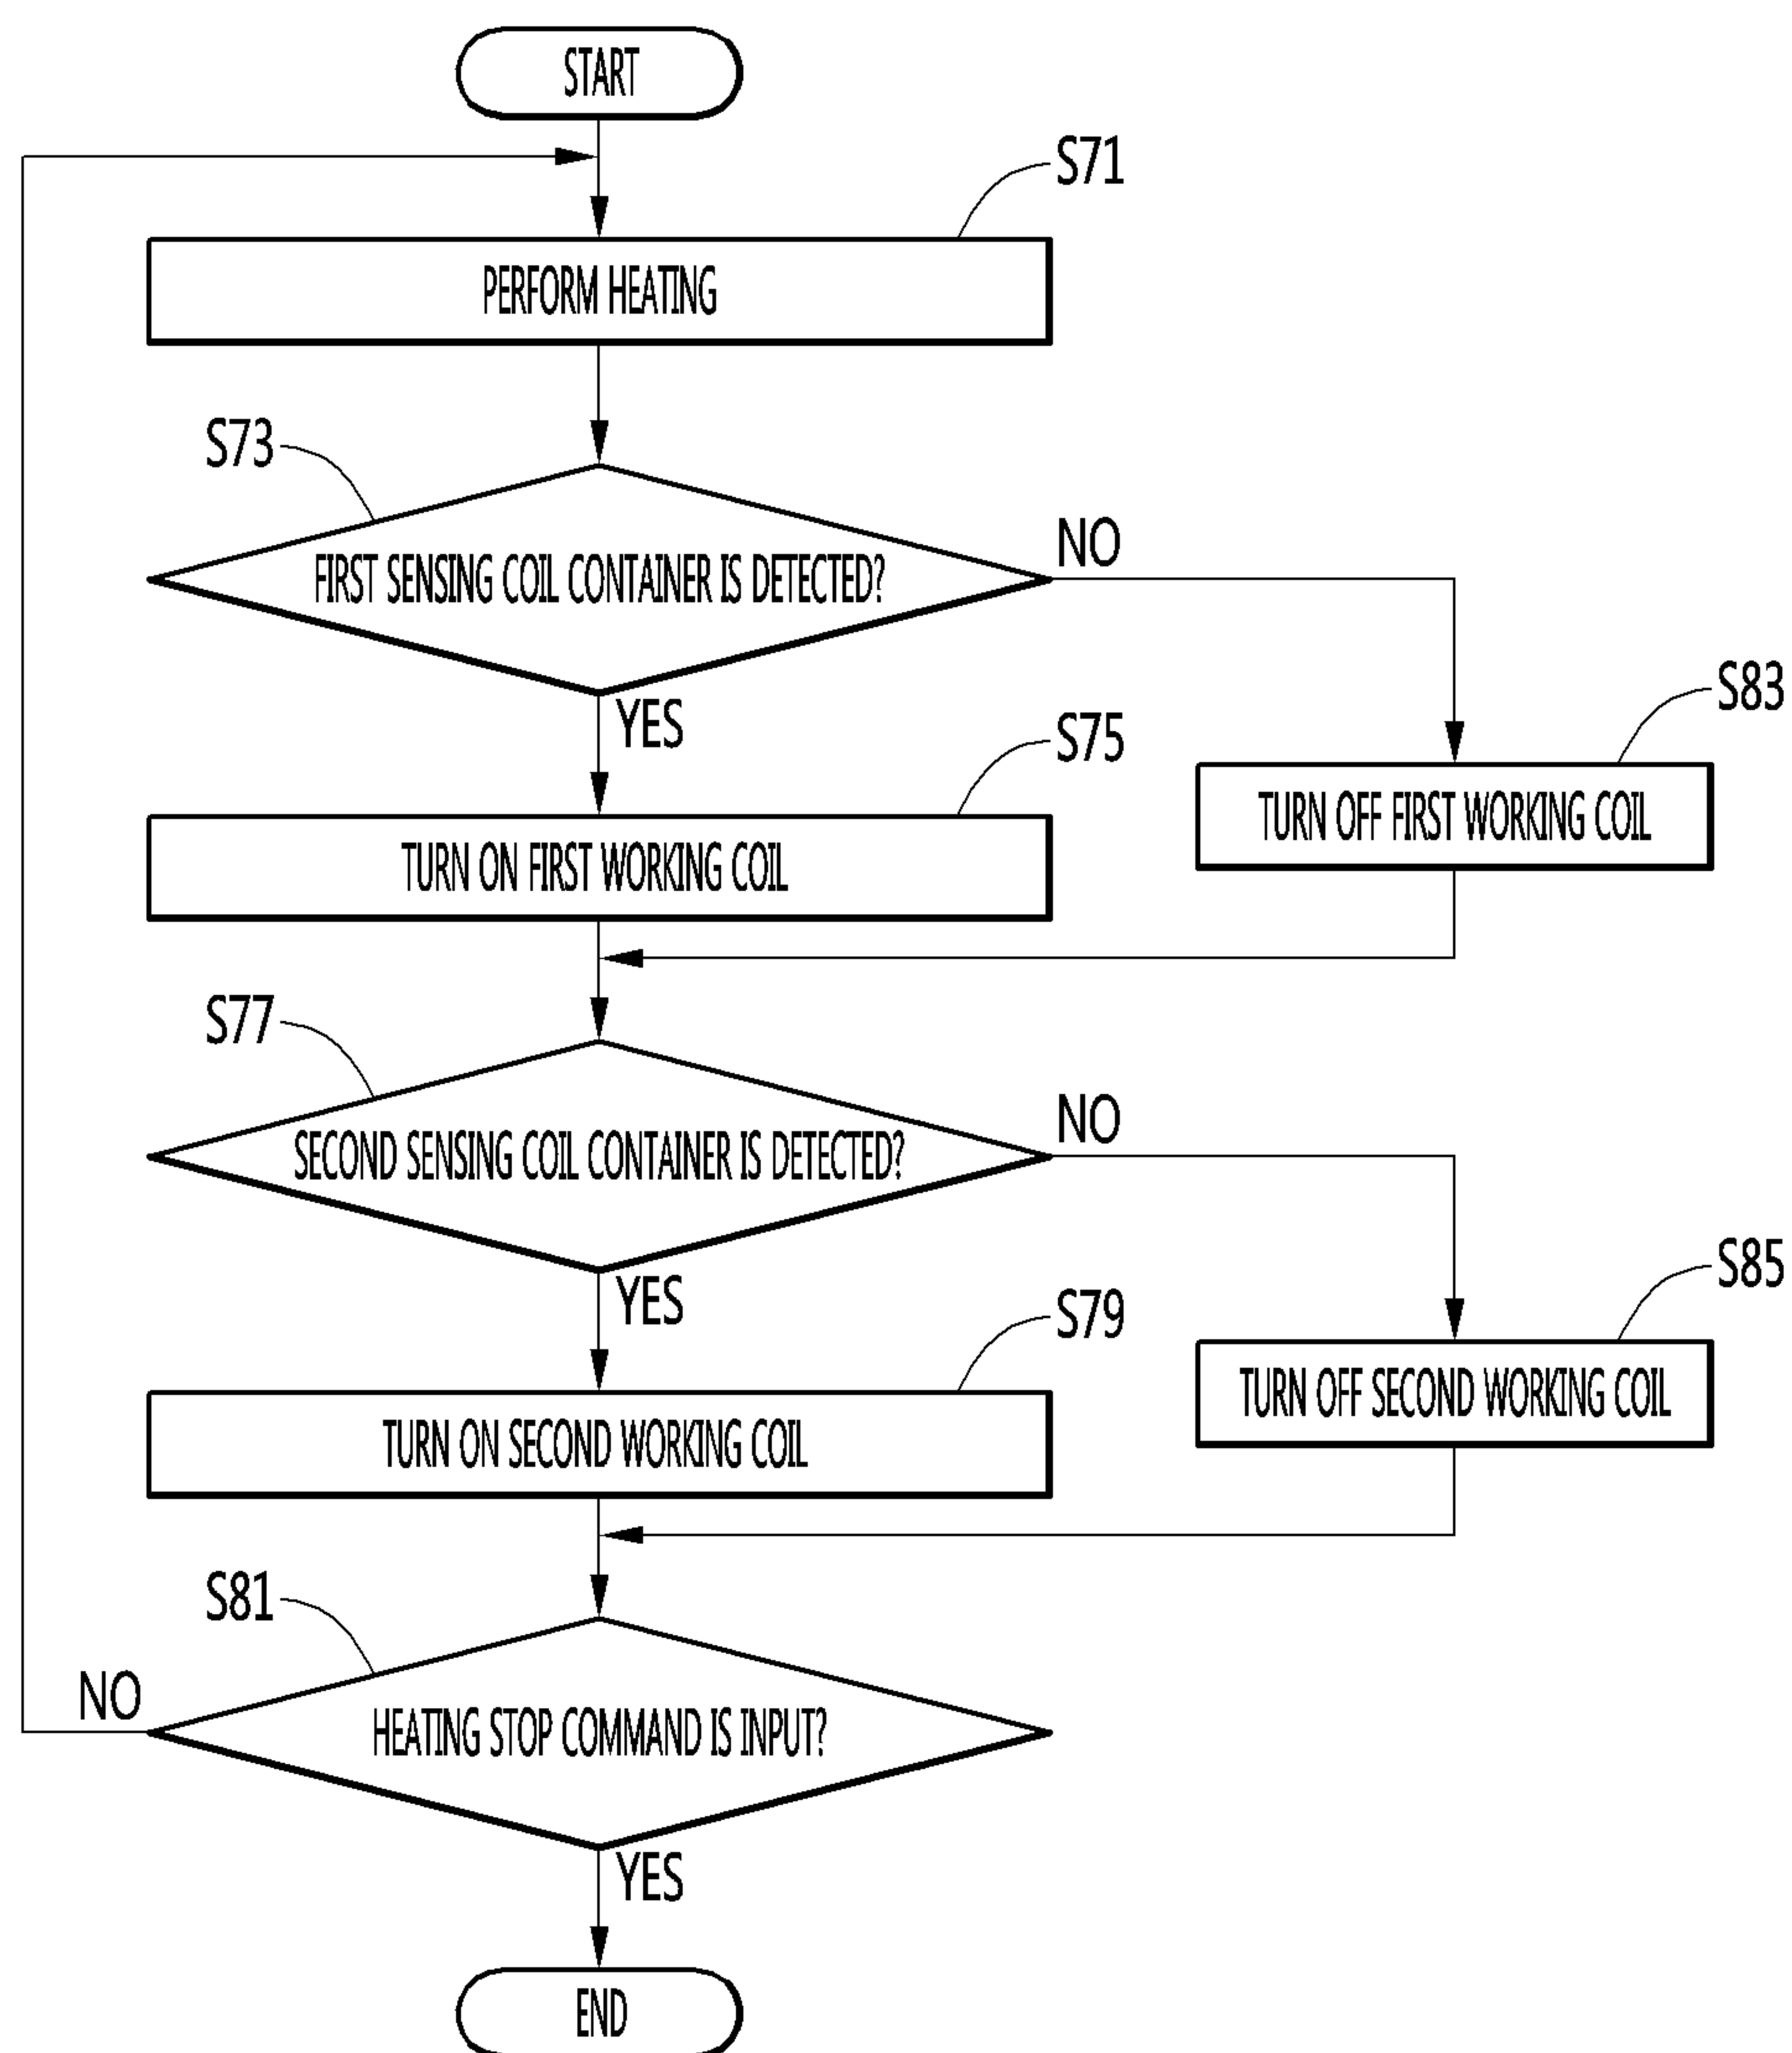 START
S71
PERFORM HEATING
S73
FIRST SENSING COIL CONTAINER IS DETECTED?
NO
YES
S83
TURN OFF FIRST WORKING COIL
S75
TURN ON FIRST WORKING COIL
S77
SECOND SENSING COIL CONTAINER IS DETECTED?
NO
YES
S85
TURN OFF SECOND WORKING COIL
S79
TURN ON SECOND WORKING COIL
S81
HEATING STOP COMMAND IS INPUT?
NO
YES
END